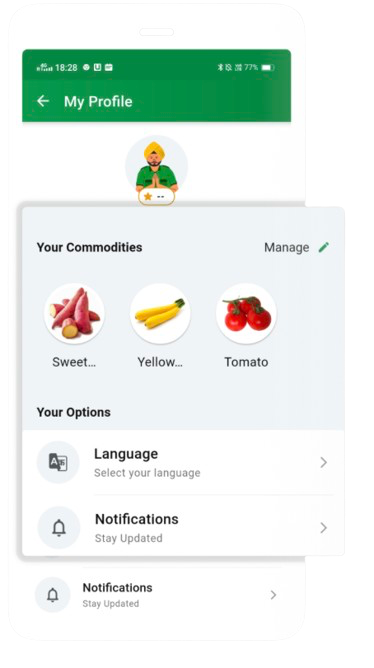 18:28
77%
My Profile
--
Your Commodities
Manage
Sweet...
Yellow...
Tomato
Your Options
Language
Select your language
Notifications
Stay Updated
Notifications
Stay Updated